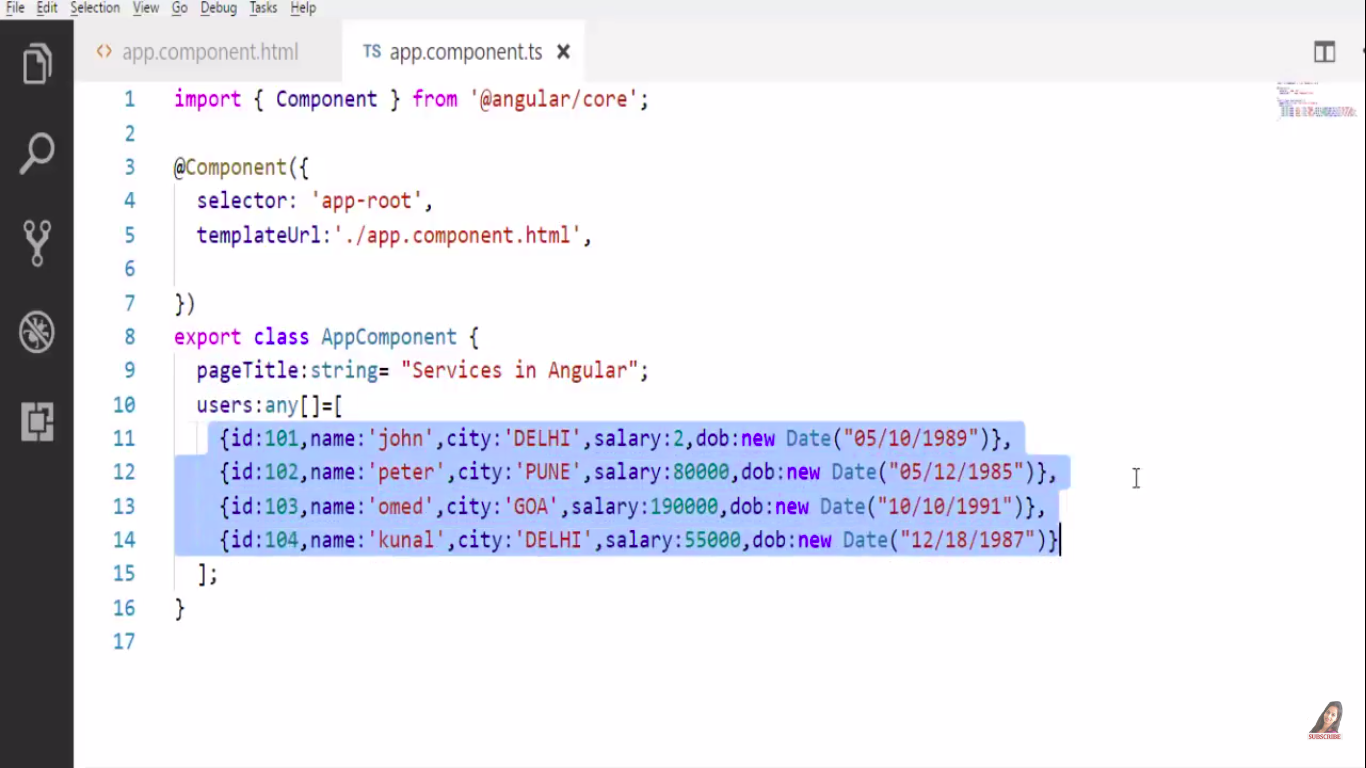 File Edit Selection View Go Debug Tasks Help
app.component.html TS app.component.ts
1 import { Component } from '@angular/core';
2
3 @Component({
4 selector: 'app-root',
5 templateUrl:'./app.component.html',
6
7 })
8 export class AppComponent {
9 pageTitle:string= "Services in Angular";
10 users:any[]=[
11 {id:101,name:'john',city:'DELHI',salary:2,dob:new Date("05/10/1989")},
12 {id:102,name:'peter',city:'PUNE',salary:80000,dob:new Date("05/12/1985")},
13 {id:103,name:'omed',city:'GOA',salary:190000,dob:new Date("10/10/1991")},
14 {id:104,name:'kunal',city:'DELHI',salary:55000,dob:new Date("12/18/1987")}
15 ];
16 }
17
SUBSCRIBE